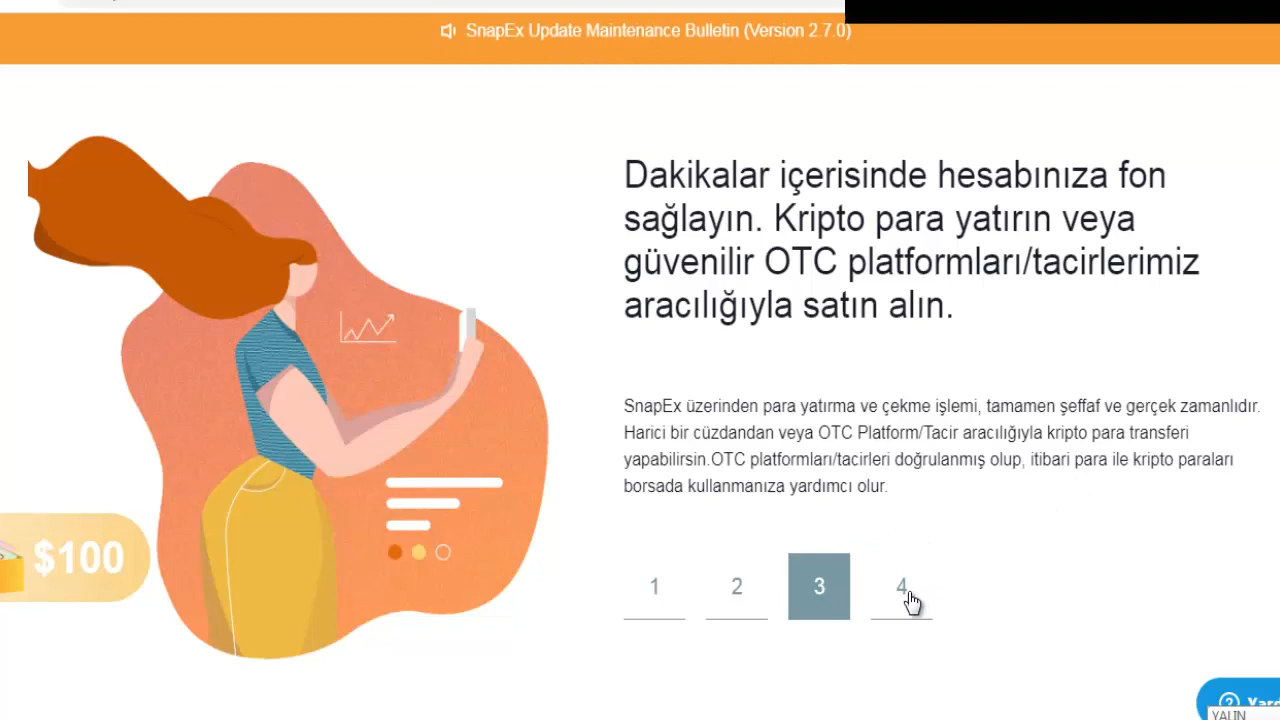 SnapEx Update Maintenance Bulletin (Version 2.7.0)
Dakikalar içerisinde hesabınıza fon
sağlayın. Kripto para yatırın veya
güvenilir OTC platformları/tacirlerimiz
aracılığıyla satın alın.
SnapEx üzerinden para yatırma ve çekme işlemi, tamamen şeffaf ve gerçek zamanlıdır.
Harici bir cüzdandan veya OTC Platform/Tacir aracılığıyla kripto para transferi
yapabilirsin.OTC platformları/tacirleri doğrulanmış olup, itibari para ile kripto paraları
borsada kullanmanıza yardımcı olur.
$100
1 2 3 4
YALIN